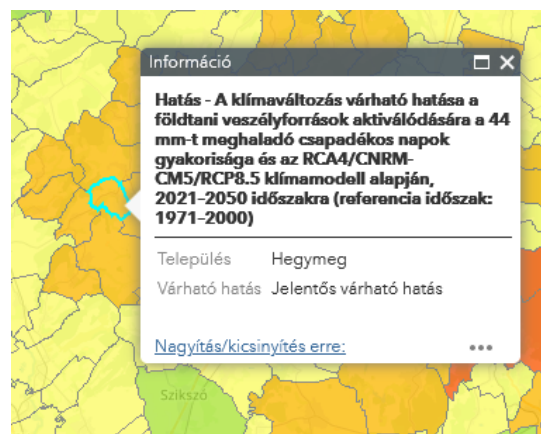 Információ
Hatás - A klímaváltozás várható hatása a
földtani veszélyforrások aktiválódására a 44
mm-t meghaladó csapadékos napok
gyakorisága és az RCA4/CNRM-
CM5/RCP8.5 klímamodell alapján,
2021-2050 időszakra (referencia időszak:
1971-2000)
Település Hegymeg
Várható hatás Jelentős várható hatás
Nagyítás/kicsinyítés erre:
Szikszó